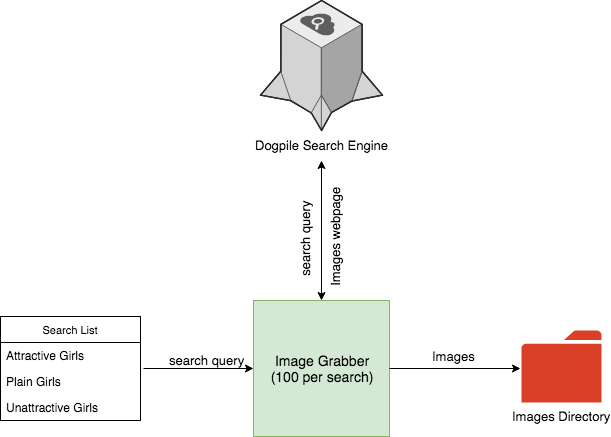 Dogpile Search Engine
search query
Images webpage
Search List
Attractive Girls
Plain Girls
Unattractive Girls
search query
Image Grabber
(100 per search)
Images
Images Directory